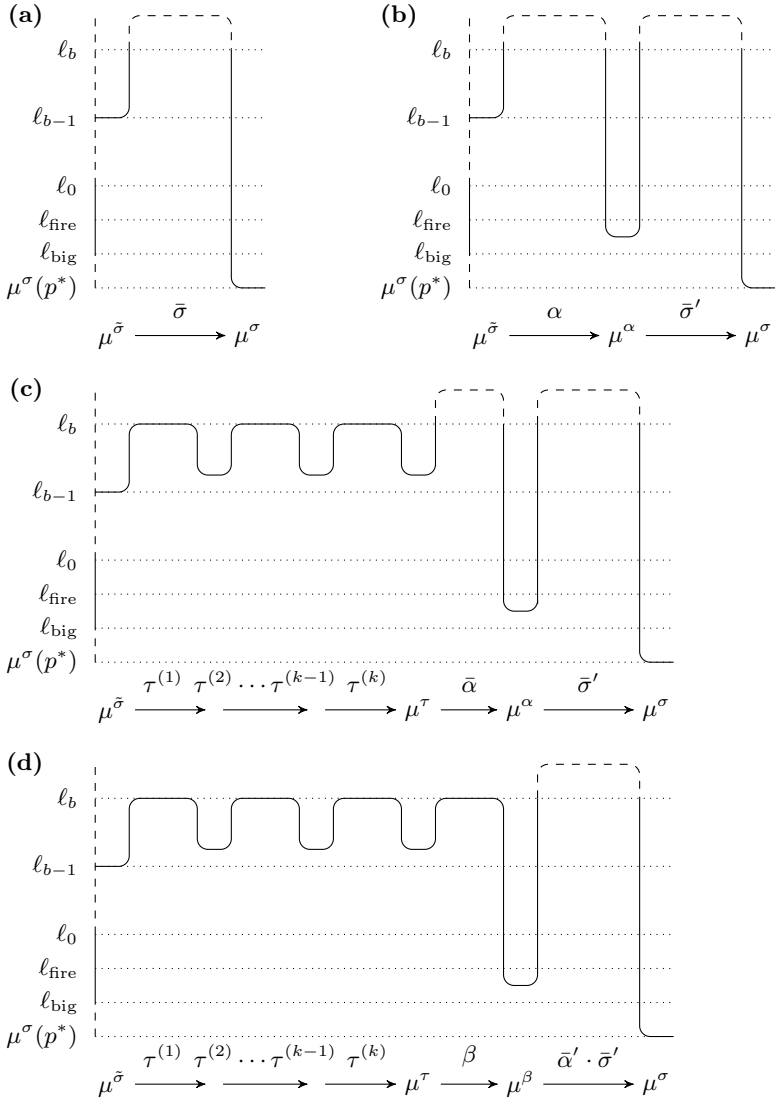 (a) (b)
ℓ_b ℓ_b
ℓ_{b−1} ℓ_{b−1}
ℓ_0 ℓ_0
ℓ_fire ℓ_fire
ℓ_big ℓ_big
μ^σ(p*) μ^σ(p*)
σ̄ α σ̄′
μ^σ̃ μ^σ μ^σ̃ μ^α μ^σ
(c)
ℓ_b
ℓ_{b−1}
ℓ_0
ℓ_fire
ℓ_big
μ^σ(p*)
τ^(1) τ^(2) ⋯ τ^(k−1) τ^(k) ᾱ σ̄′
μ^σ̃ μ^τ μ^α μ^σ
(d)
ℓ_b
ℓ_{b−1}
ℓ_0
ℓ_fire
ℓ_big
μ^σ(p*)
τ^(1) τ^(2) ⋯ τ^(k−1) τ^(k) β ᾱ′ · σ̄′
μ^σ̃ μ^τ μ^β μ^σ